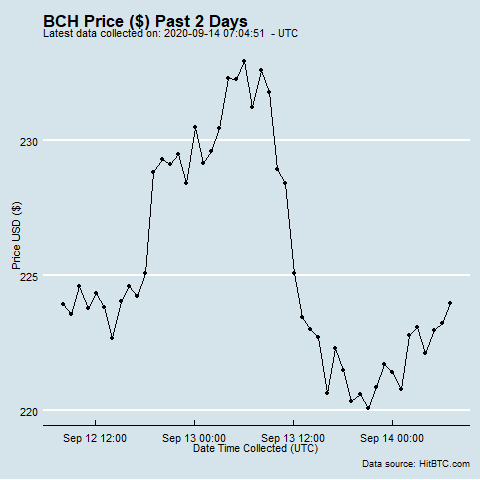 BCH Price ($) Past 2 Days
Latest data collected on: 2020-09-14 07:04:51 - UTC
230
225
220
Price USD ($)
Sep 12 12:00 Sep 13 00:00 Sep 13 12:00 Sep 14 00:00
Date Time Collected (UTC)
Data source: HitBTC.com